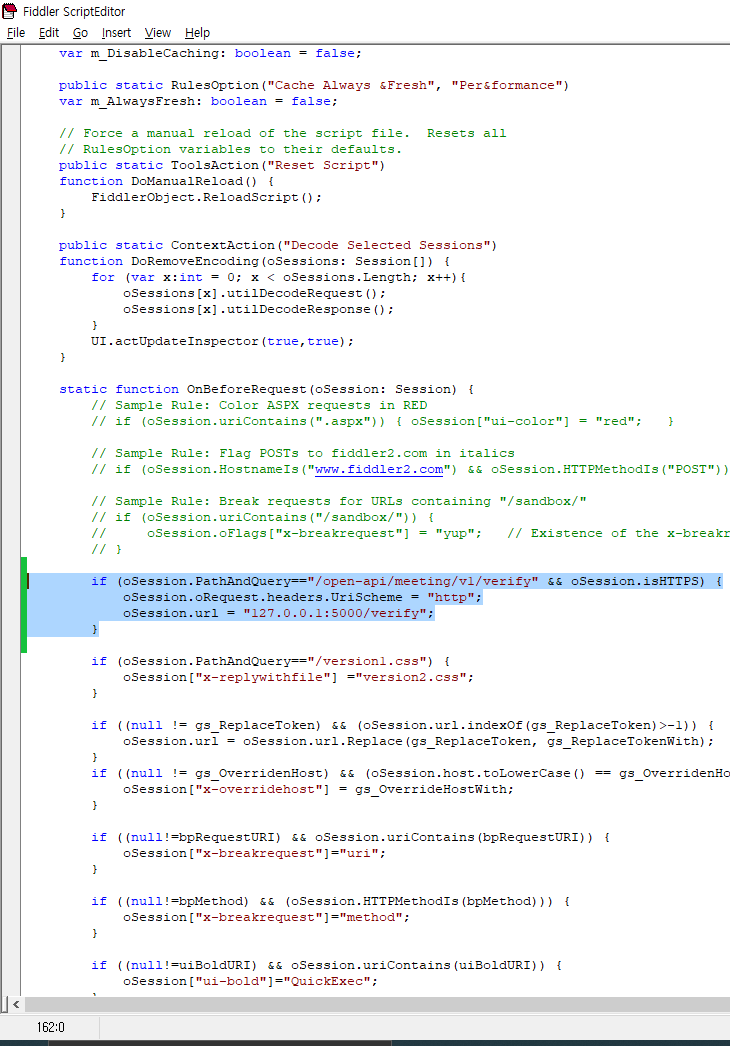 Fiddler ScriptEditor
File Edit Go Insert View Help
var m_DisableCaching: boolean = false;
public static RulesOption("Cache Always &Fresh", "Per&formance")
var m_AlwaysFresh: boolean = false;
// Force a manual reload of the script file.  Resets all
// RulesOption variables to their defaults.
public static ToolsAction("Reset Script")
function DoManualReload() {
FiddlerObject.ReloadScript();
}
public static ContextAction("Decode Selected Sessions")
function DoRemoveEncoding(oSessions: Session[]) {
for (var x:int = 0; x < oSessions.Length; x++){
oSessions[x].utilDecodeRequest();
oSessions[x].utilDecodeResponse();
}
UI.actUpdateInspector(true,true);
}
static function OnBeforeRequest(oSession: Session) {
// Sample Rule: Color ASPX requests in RED
// if (oSession.uriContains(".aspx")) { oSession["ui-color"] = "red";   }
// Sample Rule: Flag POSTs to fiddler2.com in italics
// if (oSession.HostnameIs("www.fiddler2.com") && oSession.HTTPMethodIs("POST"))
// Sample Rule: Break requests for URLs containing "/sandbox/"
// if (oSession.uriContains("/sandbox/")) {
//     oSession.oFlags["x-breakrequest"] = "yup";   // Existence of the x-breakr
// }
if (oSession.PathAndQuery=="/open-api/meeting/v1/verify" && oSession.isHTTPS) {
oSession.oRequest.headers.UriScheme = "http";
oSession.url = "127.0.0.1:5000/verify";
}
if (oSession.PathAndQuery=="/version1.css") {
oSession["x-replywithfile"] ="version2.css";
}
if ((null != gs_ReplaceToken) && (oSession.url.indexOf(gs_ReplaceToken)>-1)) {
oSession.url = oSession.url.Replace(gs_ReplaceToken, gs_ReplaceTokenWith);
}
if ((null != gs_OverridenHost) && (oSession.host.toLowerCase() == gs_OverridenHo
oSession["x-overridehost"] = gs_OverrideHostWith;
}
if ((null!=bpRequestURI) && oSession.uriContains(bpRequestURI)) {
oSession["x-breakrequest"]="uri";
}
if ((null!=bpMethod) && (oSession.HTTPMethodIs(bpMethod))) {
oSession["x-breakrequest"]="method";
}
if ((null!=uiBoldURI) && oSession.uriContains(uiBoldURI)) {
oSession["ui-bold"]="QuickExec";
}
162:0